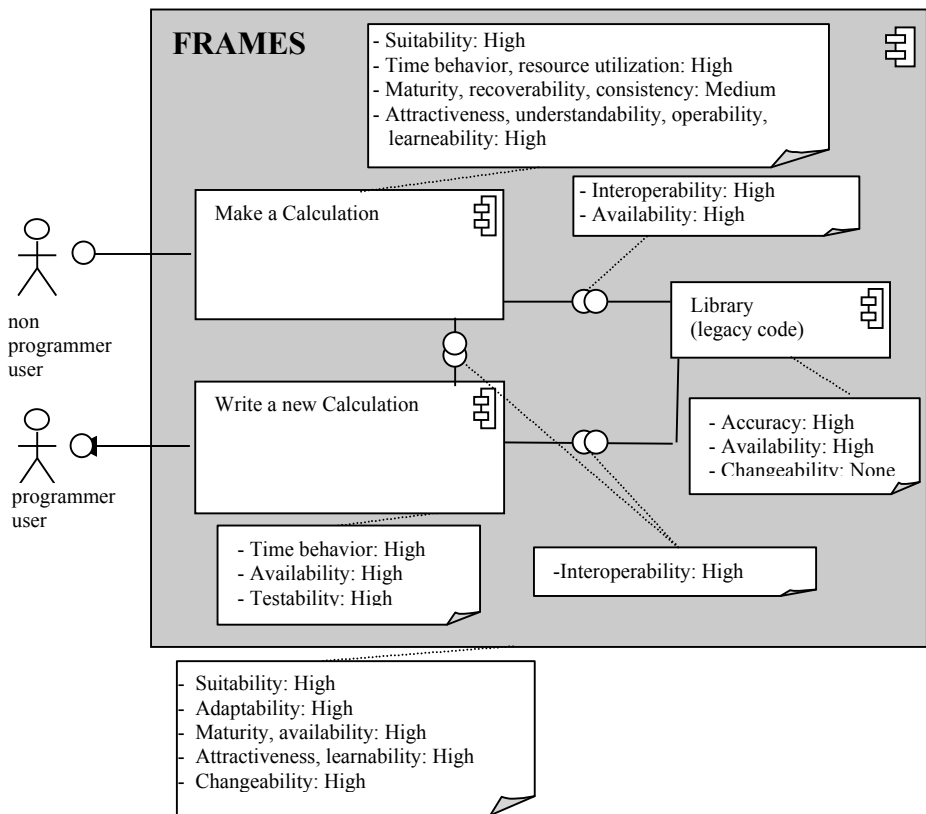 FRAMES
- Suitability: High
- Time behavior, resource utilization: High
- Maturity, recoverability, consistency: Medium
- Attractiveness, understandability, operability,
learneability: High
- Interoperability: High
- Availability: High
Make a Calculation
Library
(legacy code)
non
programmer
user
Write a new Calculation
- Accuracy: High
- Availability: High
- Changeability: None
programmer
user
- Time behavior: High
- Availability: High
- Testability: High
-Interoperability: High
- Suitability: High
- Adaptability: High
- Maturity, availability: High
- Attractiveness, learnability: High
- Changeability: High